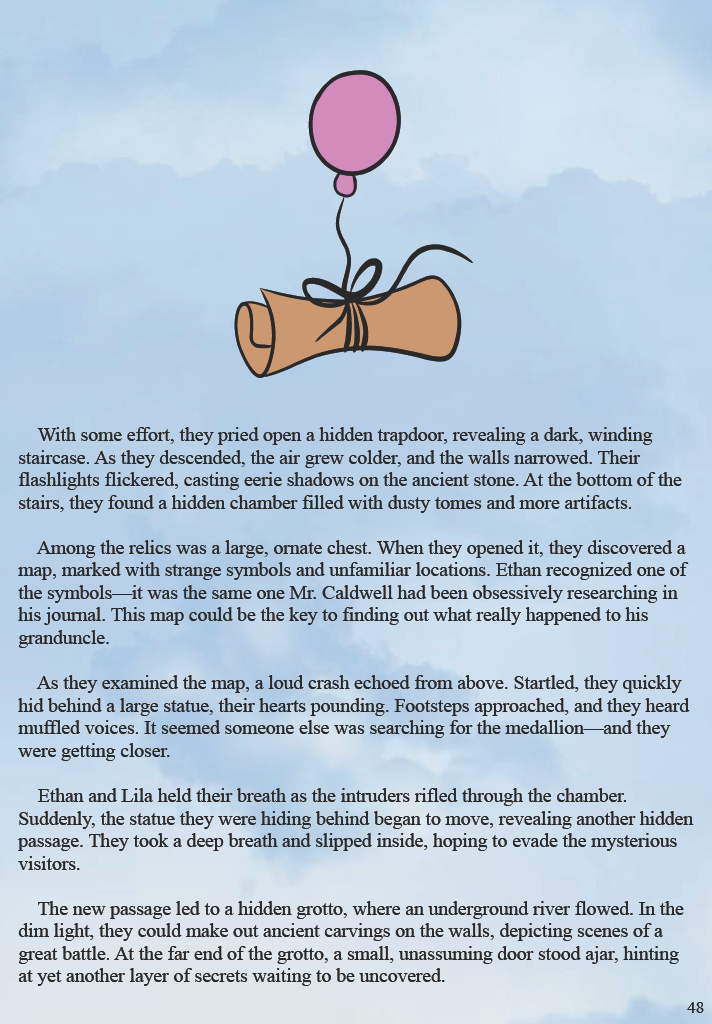 With some effort, they pried open a hidden trapdoor, revealing a dark, winding
staircase. As they descended, the air grew colder, and the walls narrowed. Their
flashlights flickered, casting eerie shadows on the ancient stone. At the bottom of the
stairs, they found a hidden chamber filled with dusty tomes and more artifacts.
Among the relics was a large, ornate chest. When they opened it, they discovered a
map, marked with strange symbols and unfamiliar locations. Ethan recognized one of
the symbols—it was the same one Mr. Caldwell had been obsessively researching in
his journal. This map could be the key to finding out what really happened to his
granduncle.
As they examined the map, a loud crash echoed from above. Startled, they quickly
hid behind a large statue, their hearts pounding. Footsteps approached, and they heard
muffled voices. It seemed someone else was searching for the medallion—and they
were getting closer.
Ethan and Lila held their breath as the intruders rifled through the chamber.
Suddenly, the statue they were hiding behind began to move, revealing another hidden
passage. They took a deep breath and slipped inside, hoping to evade the mysterious
visitors.
The new passage led to a hidden grotto, where an underground river flowed. In the
dim light, they could make out ancient carvings on the walls, depicting scenes of a
great battle. At the far end of the grotto, a small, unassuming door stood ajar, hinting
at yet another layer of secrets waiting to be uncovered.
48